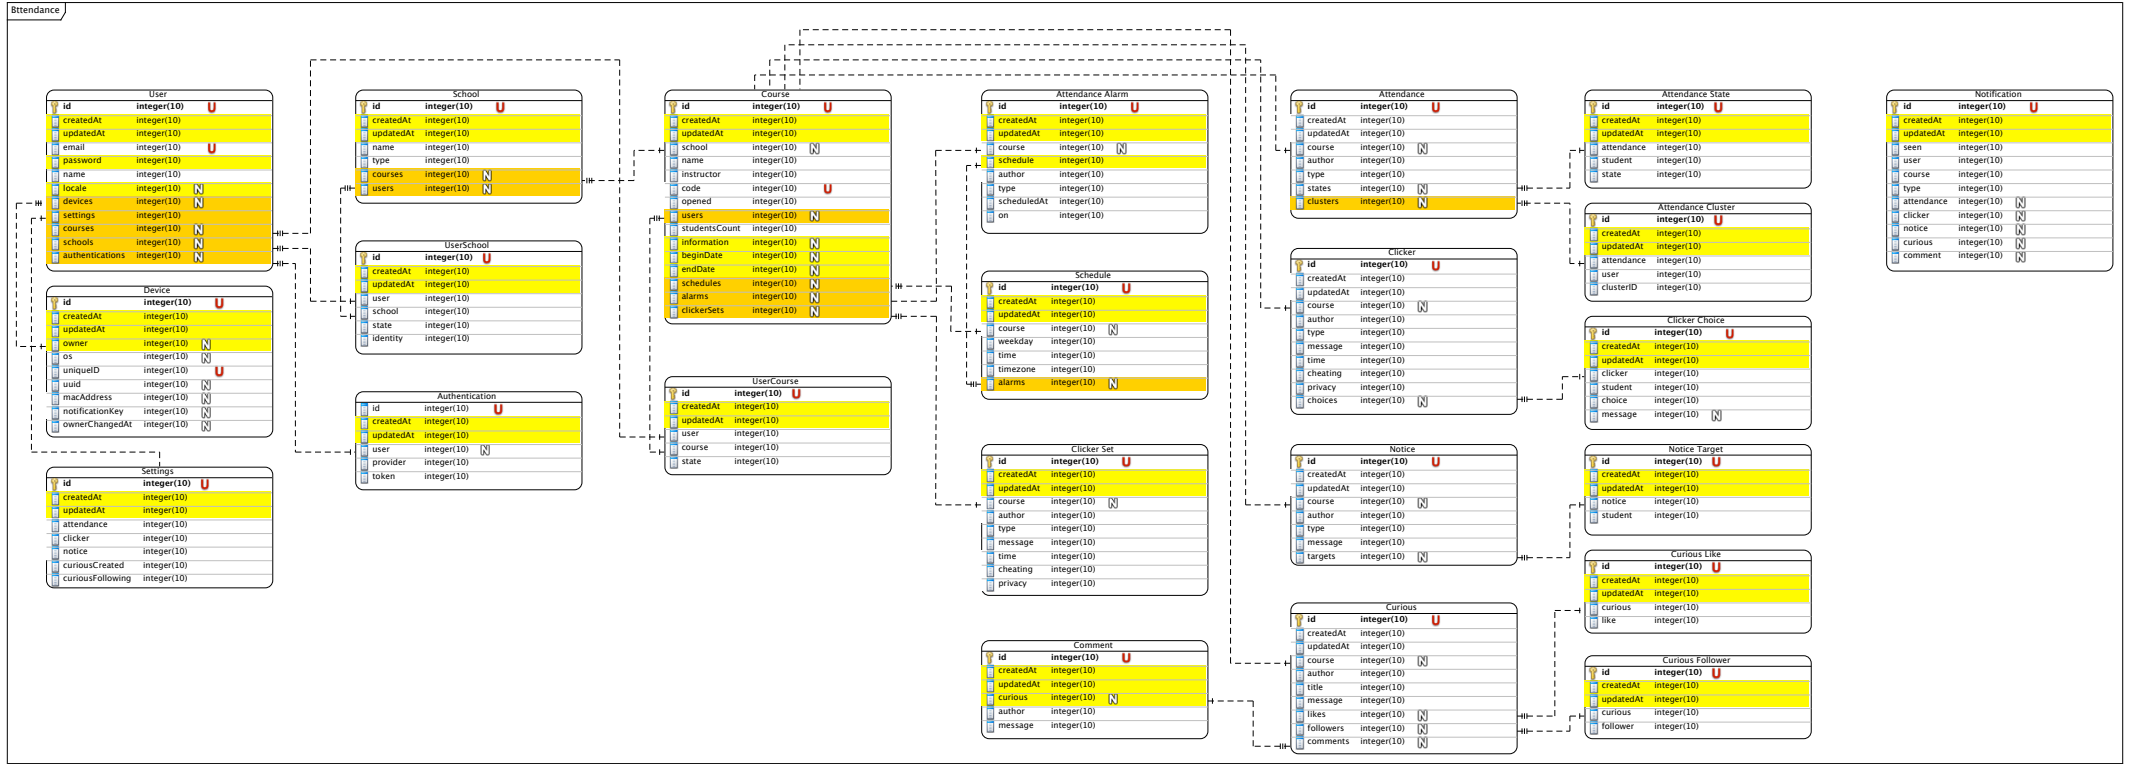 Bttendance
User
id integer(10) U
createdAt integer(10)
updatedAt integer(10)
email integer(10) U
password integer(10)
name integer(10)
locale integer(10) N
devices integer(10) N
settings integer(10)
courses integer(10) N
schools integer(10) N
authentications integer(10) N
Device
id integer(10) U
createdAt integer(10)
updatedAt integer(10)
owner integer(10) N
os integer(10) N
uniqueID integer(10) U
uuid integer(10) N
macAddress integer(10) N
notificationKey integer(10) N
ownerChangedAt integer(10) N
Settings
id integer(10) U
createdAt integer(10)
updatedAt integer(10)
attendance integer(10)
clicker integer(10)
notice integer(10)
curiousCreated integer(10)
curiousFollowing integer(10)
School
id integer(10) U
createdAt integer(10)
updatedAt integer(10)
name integer(10)
type integer(10)
courses integer(10) N
users integer(10) N
UserSchool
id integer(10) U
createdAt integer(10)
updatedAt integer(10)
user integer(10)
school integer(10)
state integer(10)
identity integer(10)
Authentication
id integer(10) U
createdAt integer(10)
updatedAt integer(10)
user integer(10) N
provider integer(10)
token integer(10)
Course
id integer(10) U
createdAt integer(10)
updatedAt integer(10)
school integer(10) N
name integer(10)
instructor integer(10)
code integer(10) U
opened integer(10)
users integer(10) N
studentsCount integer(10)
information integer(10) N
beginDate integer(10) N
endDate integer(10) N
schedules integer(10) N
alarms integer(10) N
clickerSets integer(10) N
UserCourse
id integer(10) U
createdAt integer(10)
updatedAt integer(10)
user integer(10)
course integer(10)
state integer(10)
Attendance Alarm
id integer(10) U
createdAt integer(10)
updatedAt integer(10)
course integer(10) N
schedule integer(10)
author integer(10)
type integer(10)
scheduledAt integer(10)
on integer(10)
Schedule
id integer(10) U
createdAt integer(10)
updatedAt integer(10)
course integer(10) N
weekday integer(10)
time integer(10)
timezone integer(10)
alarms integer(10) N
Clicker Set
id integer(10) U
createdAt integer(10)
updatedAt integer(10)
course integer(10) N
author integer(10)
type integer(10)
message integer(10)
time integer(10)
cheating integer(10)
privacy integer(10)
Comment
id integer(10) U
createdAt integer(10)
updatedAt integer(10)
curious integer(10) N
author integer(10)
message integer(10)
Attendance
id integer(10) U
createdAt integer(10)
updatedAt integer(10)
course integer(10) N
author integer(10)
type integer(10)
states integer(10) N
clusters integer(10) N
Clicker
id integer(10) U
createdAt integer(10)
updatedAt integer(10)
course integer(10) N
author integer(10)
type integer(10)
message integer(10)
time integer(10)
cheating integer(10)
privacy integer(10)
choices integer(10) N
Notice
id integer(10) U
createdAt integer(10)
updatedAt integer(10)
course integer(10) N
author integer(10)
type integer(10)
message integer(10)
targets integer(10) N
Curious
id integer(10) U
createdAt integer(10)
updatedAt integer(10)
course integer(10) N
author integer(10)
title integer(10)
message integer(10)
likes integer(10) N
followers integer(10) N
comments integer(10) N
Attendance State
id integer(10) U
createdAt integer(10)
updatedAt integer(10)
attendance integer(10)
student integer(10)
state integer(10)
Attendance Cluster
id integer(10) U
createdAt integer(10)
updatedAt integer(10)
attendance integer(10)
user integer(10)
clusterID integer(10)
Clicker Choice
id integer(10) U
createdAt integer(10)
updatedAt integer(10)
clicker integer(10)
student integer(10)
choice integer(10)
message integer(10) N
Notice Target
id integer(10) U
createdAt integer(10)
updatedAt integer(10)
notice integer(10)
student integer(10)
Curious Like
id integer(10) U
createdAt integer(10)
updatedAt integer(10)
curious integer(10)
like integer(10)
Curious Follower
id integer(10) U
createdAt integer(10)
updatedAt integer(10)
curious integer(10)
follower integer(10)
Notification
id integer(10) U
createdAt integer(10)
updatedAt integer(10)
seen integer(10)
user integer(10)
course integer(10)
type integer(10)
attendance integer(10) N
clicker integer(10) N
notice integer(10) N
curious integer(10) N
comment integer(10) N